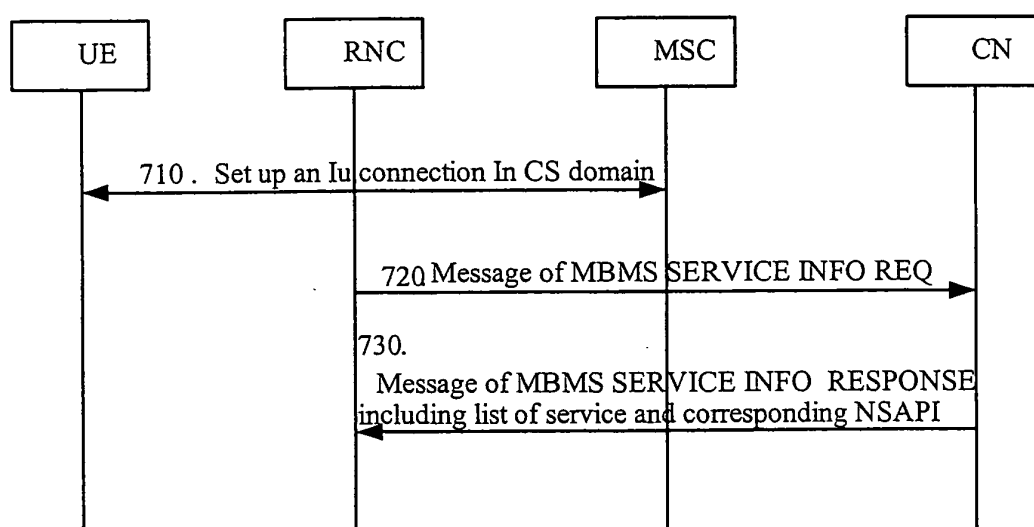 UE RNC MSC CN
710 . Set up an Iu connection In CS domain
720. Message of MBMS SERVICE INFO REQ
730.
Message of MBMS SERVICE INFO RESPONSE
including list of service and corresponding NSAPI